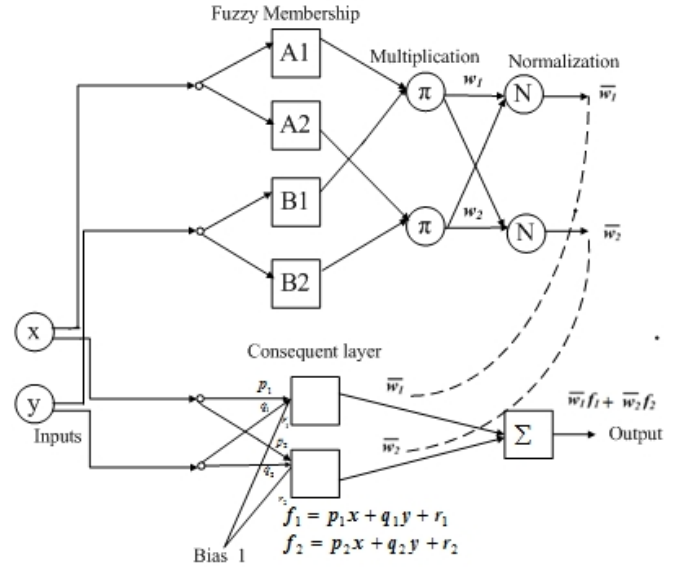 Fuzzy Membership
A1
Multiplication
Normalization
π
w₁
N
w̅₁
A2
B1
π
w₂
N
w̅₂
B2
x
Consequent layer
y
Inputs
p₁
q₁
r₁
p₂
q₂
r₂
w̅₁
w̅₂
w̅₁f₁ + w̅₂f₂
Σ
Output
f₁ = p₁x + q₁y + r₁
f₂ = p₂x + q₂y + r₂
Bias 1